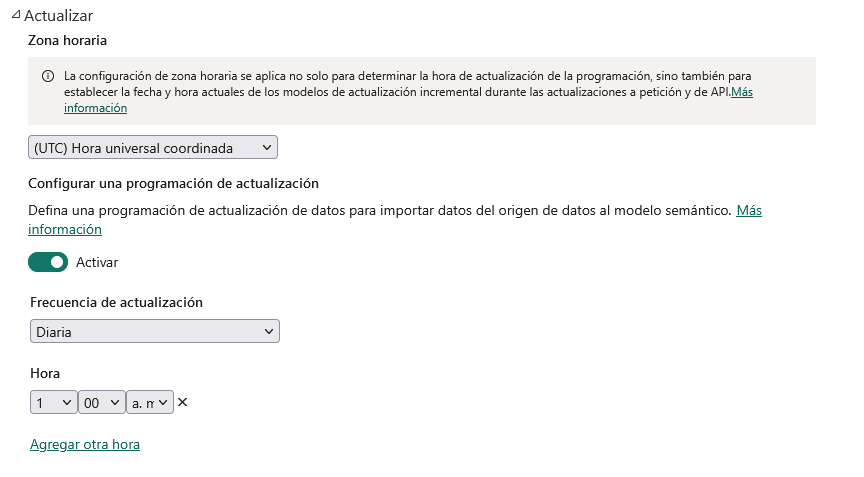 Actualizar
Zona horaria
La configuración de zona horaria se aplica no solo para determinar la hora de actualización de la programación, sino también para
establecer la fecha y hora actuales de los modelos de actualización incremental durante las actualizaciones a petición y de API.Más
información
(UTC) Hora universal coordinada
Configurar una programación de actualización
Defina una programación de actualización de datos para importar datos del origen de datos al modelo semántico. Más
información
Activar
Frecuencia de actualización
Diaria
Hora
1 00 a. m
Agregar otra hora